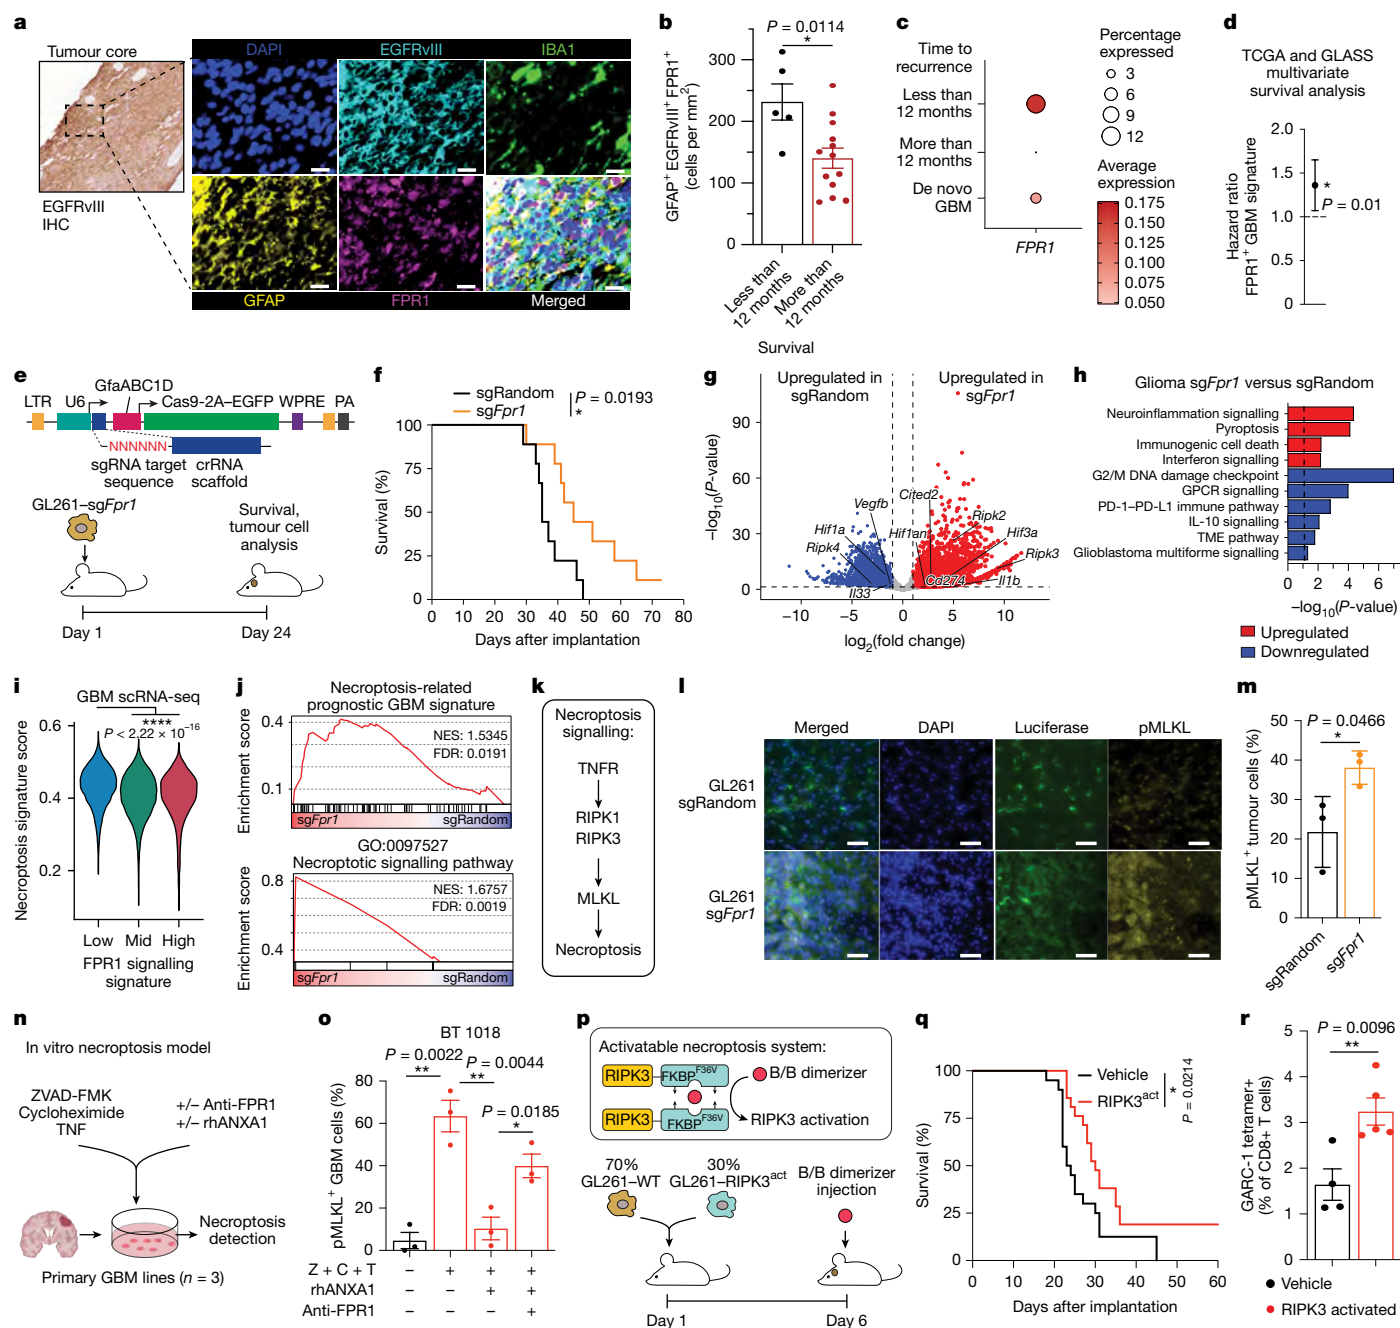 a
Tumour core
DAPI
EGFRvIII
IBA1
GFAP
FPR1
Merged
EGFRvIII
IHC
b
P = 0.0114
*
GFAP⁺ EGFRvIII⁺ FPR1⁺
(cells per mm²)
300
200
100
0
Less than
12 months
More than
12 months
Survival
c
Time to
recurrence
Less than
12 months
More than
12 months
De novo
GBM
FPR1
Percentage
expressed
3
6
9
12
Average
expression
0.175
0.150
0.125
0.100
0.075
0.050
d
TCGA and GLASS
multivariate
survival analysis
Hazard ratio
FPR1⁺ GBM signature
2.0
1.5
1.0
0.5
0
*
P = 0.01
e
LTR
U6
GfaABC1D
Cas9-2A–EGFP
WPRE
PA
NNNNNN
sgRNA target
sequence
crRNA
scaffold
GL261–sgFpr1
Survival,
tumour cell
analysis
Day 1
Day 24
f
sgRandom
sgFpr1
P = 0.0193
*
Survival (%)
100
75
50
25
0
0 10 20 30 40 50 60 70 80
Days after implantation
g
Upregulated in
sgRandom
Upregulated in
sgFpr1
−log₁₀(P-value)
90
60
30
0
Vegfb
Cited2
Hif1a
Hif1an
Ripk2
Hif3a
Ripk4
Ripk3
Cd274
Il1b
Il33
−10 −5 0 5 10
log₂(fold change)
h
Glioma sgFpr1 versus sgRandom
Neuroinflammation signalling
Pyroptosis
Immunogenic cell death
Interferon signalling
G2/M DNA damage checkpoint
GPCR signalling
PD-1–PD-L1 immune pathway
IL-10 signalling
TME pathway
Glioblastoma multiforme signalling
0 2 4 6
−log₁₀(P-value)
Upregulated
Downregulated
i
GBM scRNA-seq
****
P < 2.22 × 10⁻¹⁶
Necroptosis signature score
0.6
0.4
0.2
Low Mid High
FPR1 signalling
signature
j
Necroptosis-related
prognostic GBM signature
Enrichment score
0.4
0.1
NES: 1.5345
FDR: 0.0191
sgFpr1
sgRandom
GO:0097527
Necroptotic signalling pathway
Enrichment score
0.8
0.4
NES: 1.6757
FDR: 0.0019
sgFpr1
sgRandom
k
Necroptosis
signalling:
TNFR
RIPK1
RIPK3
MLKL
Necroptosis
l
Merged
DAPI
Luciferase
pMLKL
GL261
sgRandom
GL261
sgFpr1
m
P = 0.0466
*
pMLKL⁺ tumour cells (%)
50
40
30
20
10
0
sgRandom
sgFpr1
n
In vitro necroptosis model
ZVAD-FMK
Cycloheximide
TNF
+/− Anti-FPR1
+/− rhANXA1
Necroptosis
detection
Primary GBM lines (n = 3)
o
BT 1018
P = 0.0022
**
P = 0.0044
**
P = 0.0185
*
pMLKL⁺ GBM cells (%)
80
60
40
20
0
Z + C + T − + + +
rhANXA1 − − + +
Anti-FPR1 − − − +
p
Activatable necroptosis system:
RIPK3
FKBP F36V
B/B dimerizer
RIPK3
FKBP F36V
RIPK3 activation
70%
GL261–WT
30%
GL261–RIPK3ᵃᶜᵗ
B/B dimerizer
injection
Day 1
Day 6
q
Vehicle
RIPK3ᵃᶜᵗ
*
P = 0.0214
Survival (%)
100
75
50
25
0
0 10 20 30 40 50 60
Days after implantation
r
P = 0.0096
**
GARC-1 tetramer+
(% of CD8+ T cells)
5
4
3
2
1
0
Vehicle
RIPK3 activated